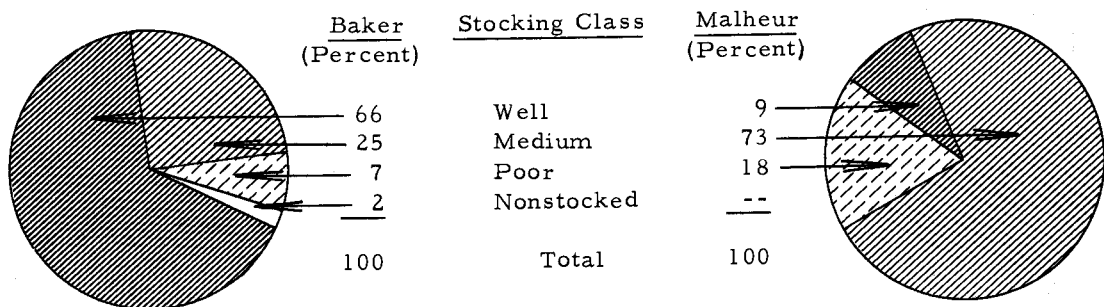 Baker Stocking Class Malheur
(Percent) (Percent)
66 Well 9
25 Medium 73
7 Poor 18
2 Nonstocked --
100 Total 100